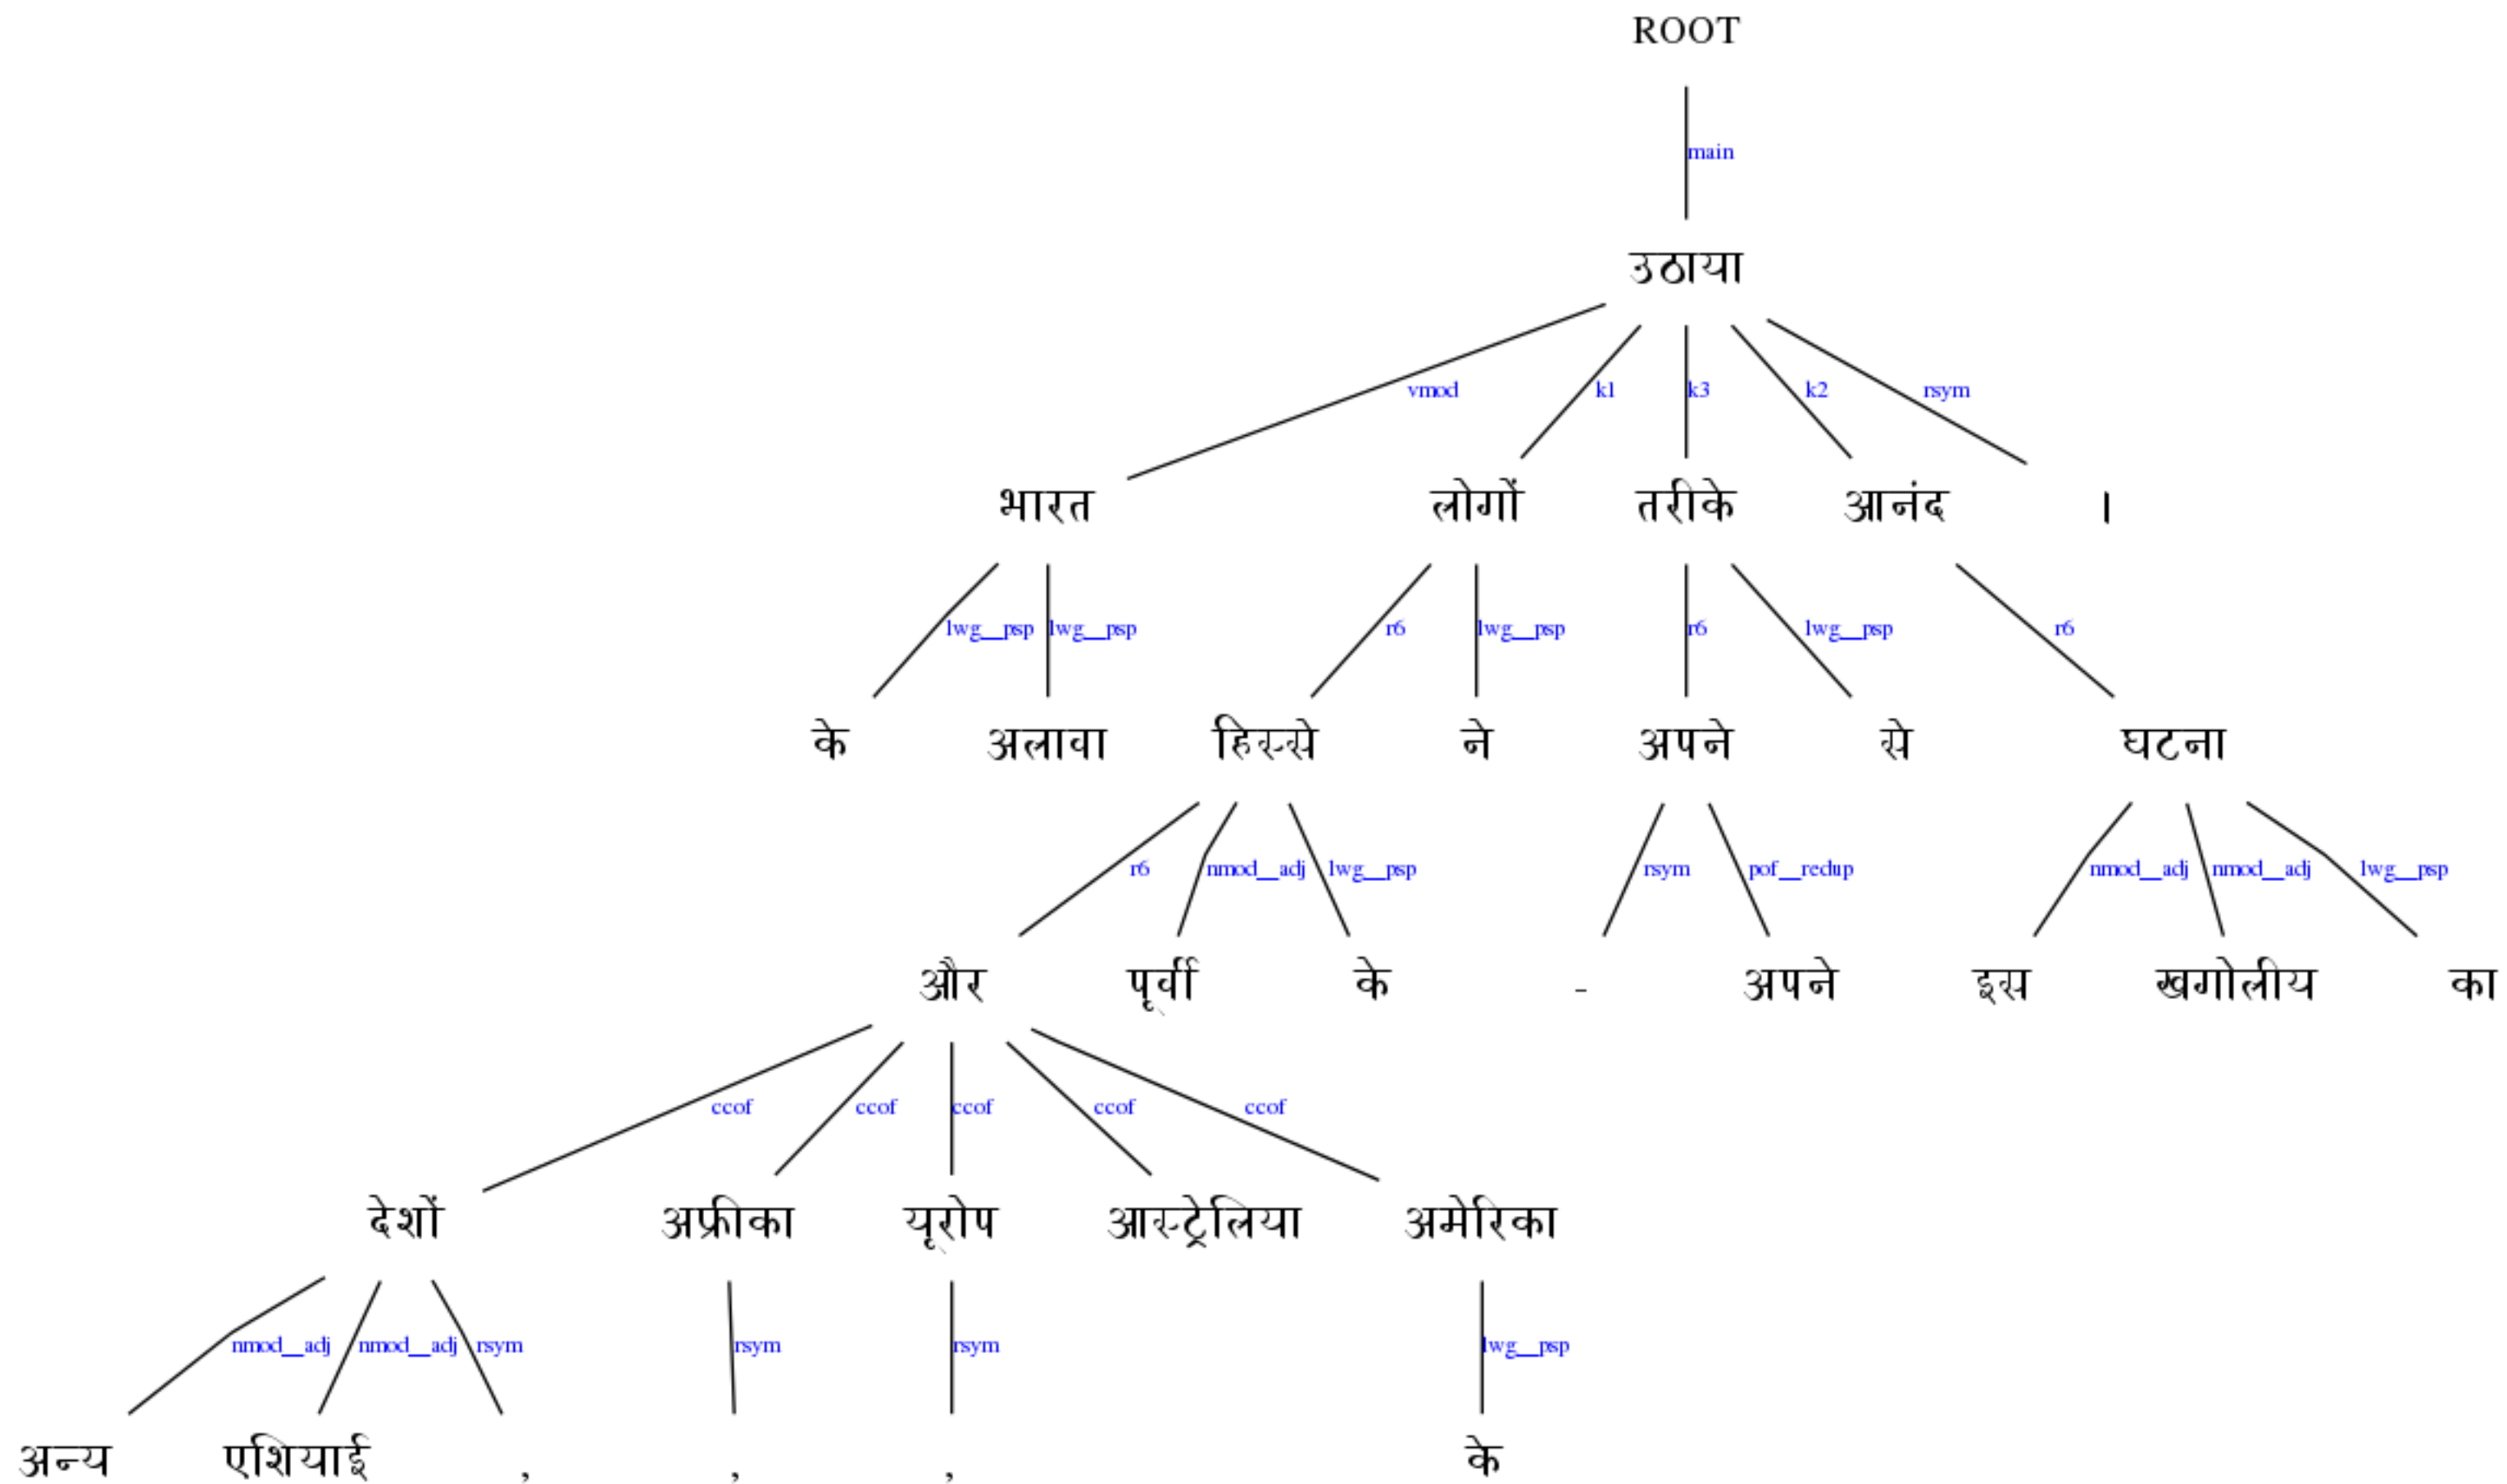 ROOT
main
उठाया
vmod k1 k3 k2 rsym
भारत लोगों तरीके आनंद ।
lwg__psp lwg__psp r6 lwg__psp r6 lwg__psp r6
के अलावा हिस्से ने अपने से घटना
r6 nmod__adj lwg__psp rsym pof__redup nmod__adj nmod__adj lwg__psp
और पूर्वी के - अपने इस खगोलीय का
ccof ccof ccof ccof ccof
देशों अफ्रीका यूरोप आस्ट्रेलिया अमेरिका
nmod__adj nmod__adj rsym rsym rsym lwg__psp
अन्य एशियाई , , , के